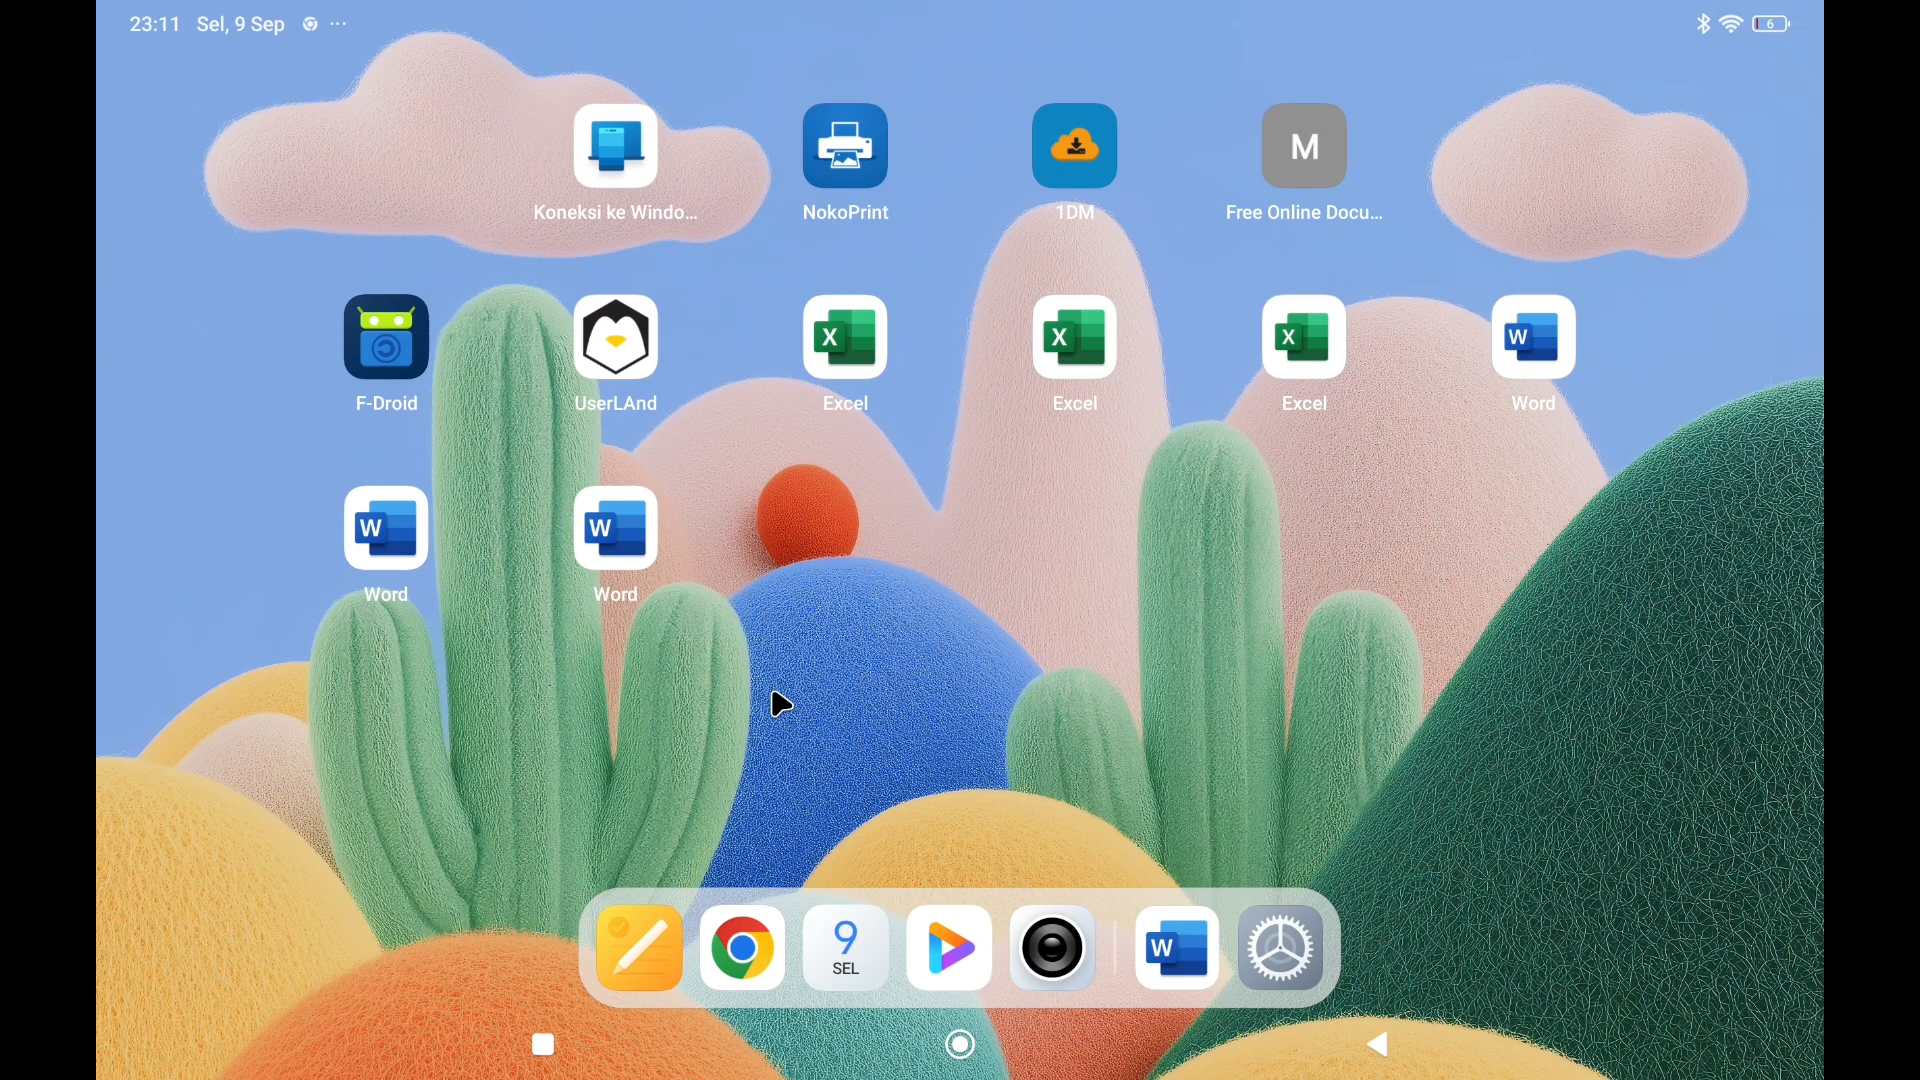 23:11 Sel, 9 Sep ...
6
Koneksi ke Windo...
NokoPrint
1DM
M
Free Online Docu...
F-Droid
UserLAnd
X
Excel
X
Excel
X
Excel
W
Word
W
Word
W
Word
9
SEL
W